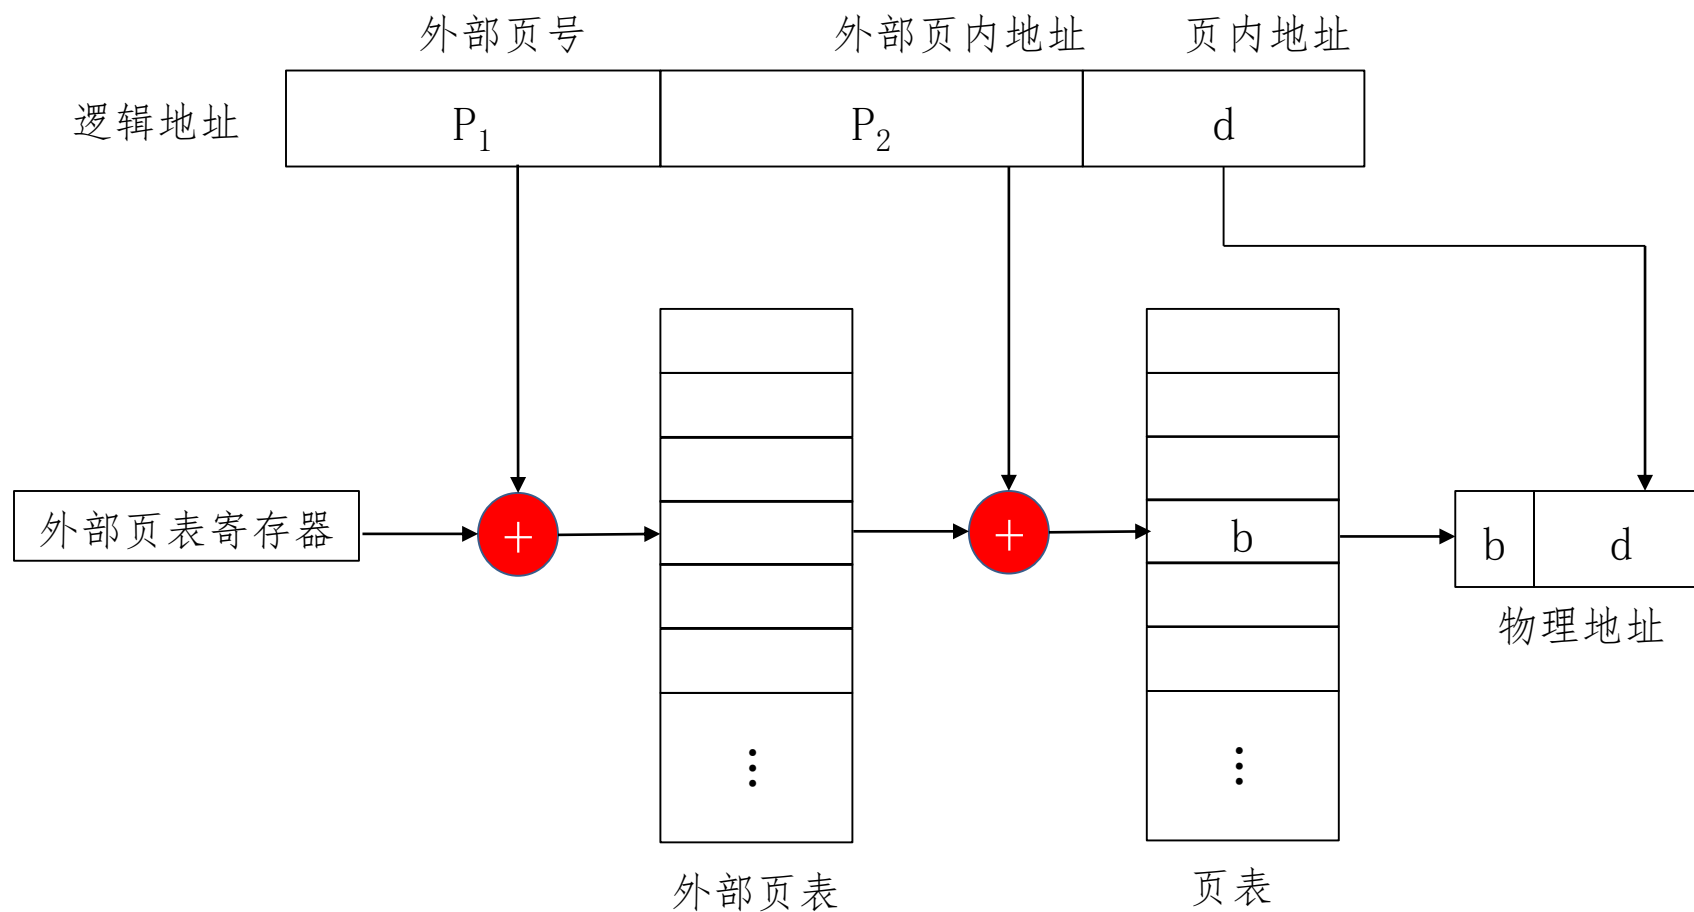 外部页号 外部页内地址 页内地址
逻辑地址 P₁ P₂ d
外部页表寄存器 + + b b d
物理地址
⋮ ⋮
外部页表 页表